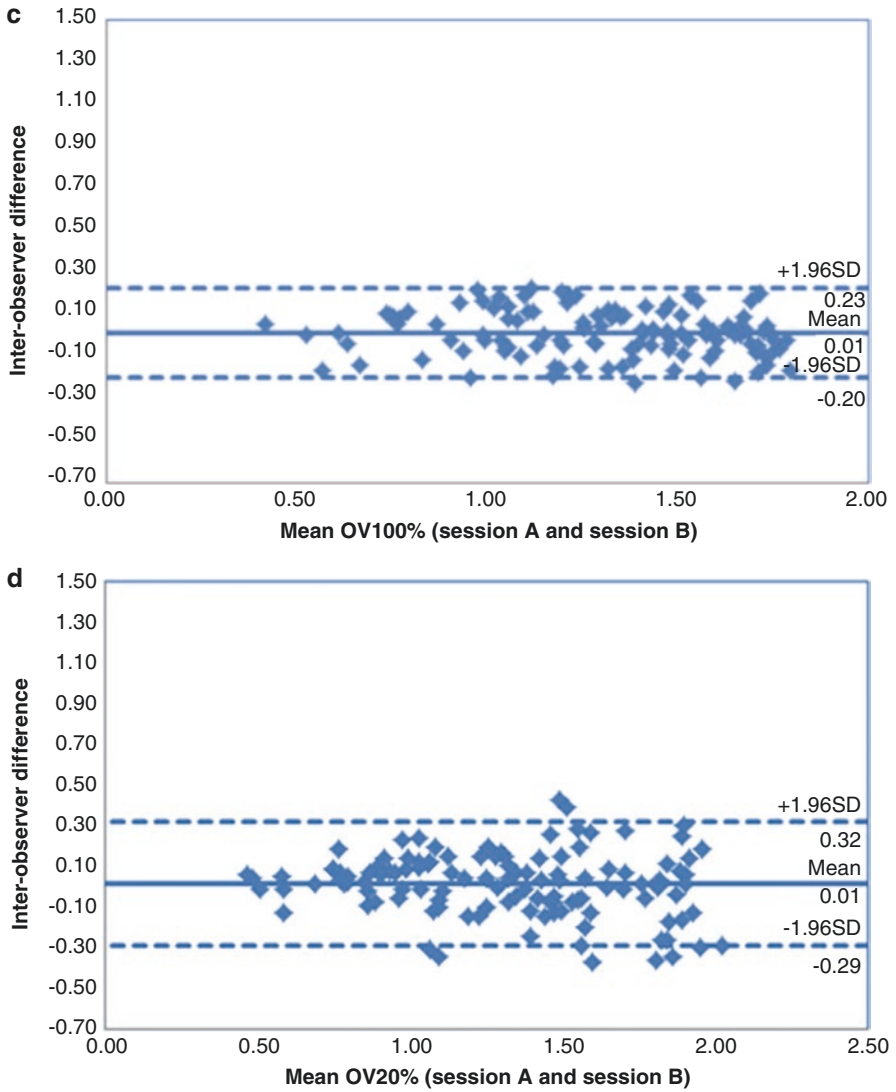 c
Inter-observer difference
1.50
1.30
1.10
0.90
0.70
0.50
0.30
0.10
-0.10
-0.30
-0.50
-0.70
+1.96SD
0.23
Mean
0.01
-1.96SD
-0.20
0.00 0.50 1.00 1.50 2.00
Mean OV100% (session A and session B)
d
Inter-observer difference
1.50
1.30
1.10
0.90
0.70
0.50
0.30
0.10
-0.10
-0.30
-0.50
-0.70
+1.96SD
0.32
Mean
0.01
-1.96SD
-0.29
0.00 0.50 1.00 1.50 2.00 2.50
Mean OV20% (session A and session B)